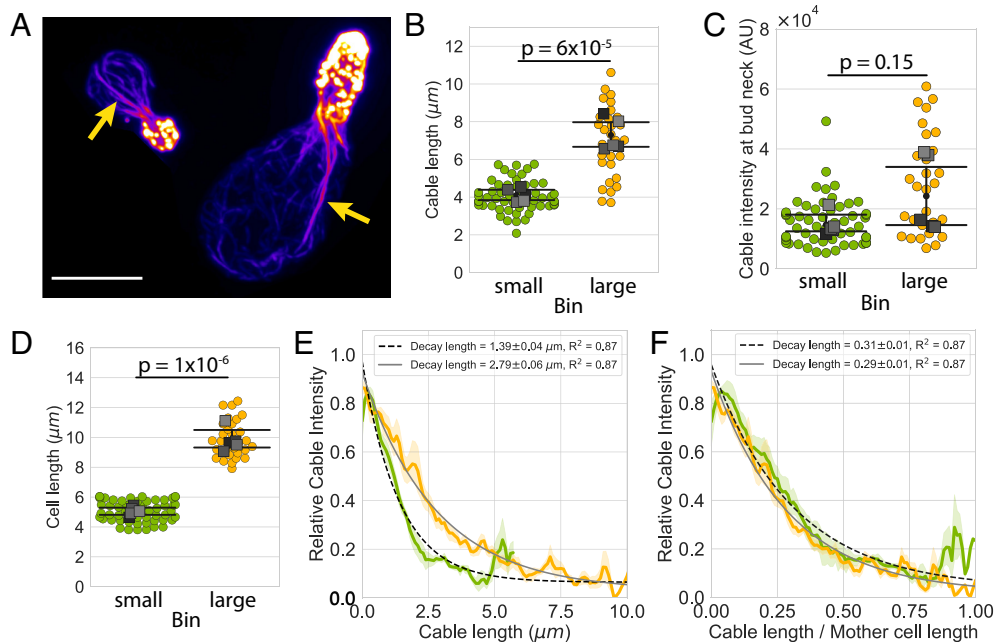 A
B
p = 6x10⁻⁵
Cable length (μm)
12
10
8
6
4
2
0
small
large
Bin
C
x 10⁴
p = 0.15
Cable intensity at bud neck (AU)
8
6
4
2
0
small
large
Bin
D
p = 1x10⁻⁶
Cell length (μm)
16
14
12
10
8
6
4
2
0
small
large
Bin
E
Decay length = 1.39±0.04 μm, R² = 0.87
Decay length = 2.79±0.06 μm, R² = 0.87
Relative Cable Intensity
1.0
0.8
0.6
0.4
0.2
0.0
0.0
2.5
5.0
7.5
10.0
Cable length (μm)
F
Decay length = 0.31±0.01, R² = 0.87
Decay length = 0.29±0.01, R² = 0.87
Relative Cable Intensity
1.0
0.8
0.6
0.4
0.2
0.0
0.00
0.25
0.50
0.75
1.00
Cable length / Mother cell length